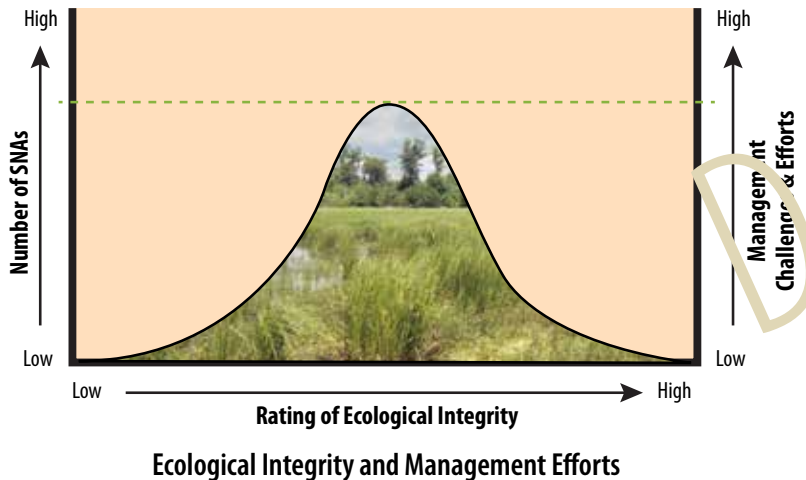 High
High
Number of SNAs
Management
Challenge & Efforts
Low
Low
Low
High
Rating of Ecological Integrity
Ecological Integrity and Management Efforts